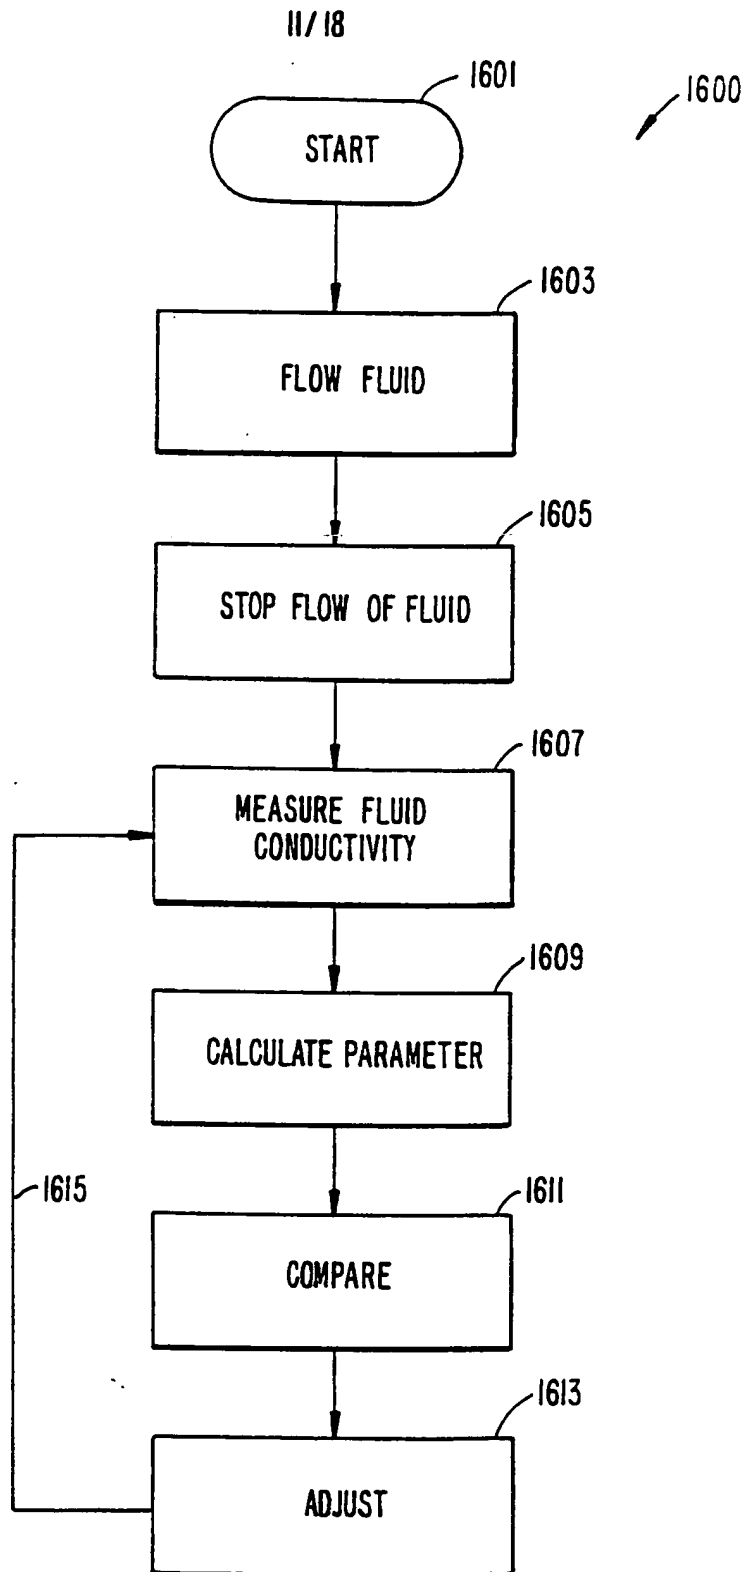 11/18
1601
1600
START
1603
FLOW FLUID
1605
STOP FLOW OF FLUID
1607
MEASURE FLUID
CONDUCTIVITY
1609
CALCULATE PARAMETER
1615
1611
COMPARE
1613
ADJUST